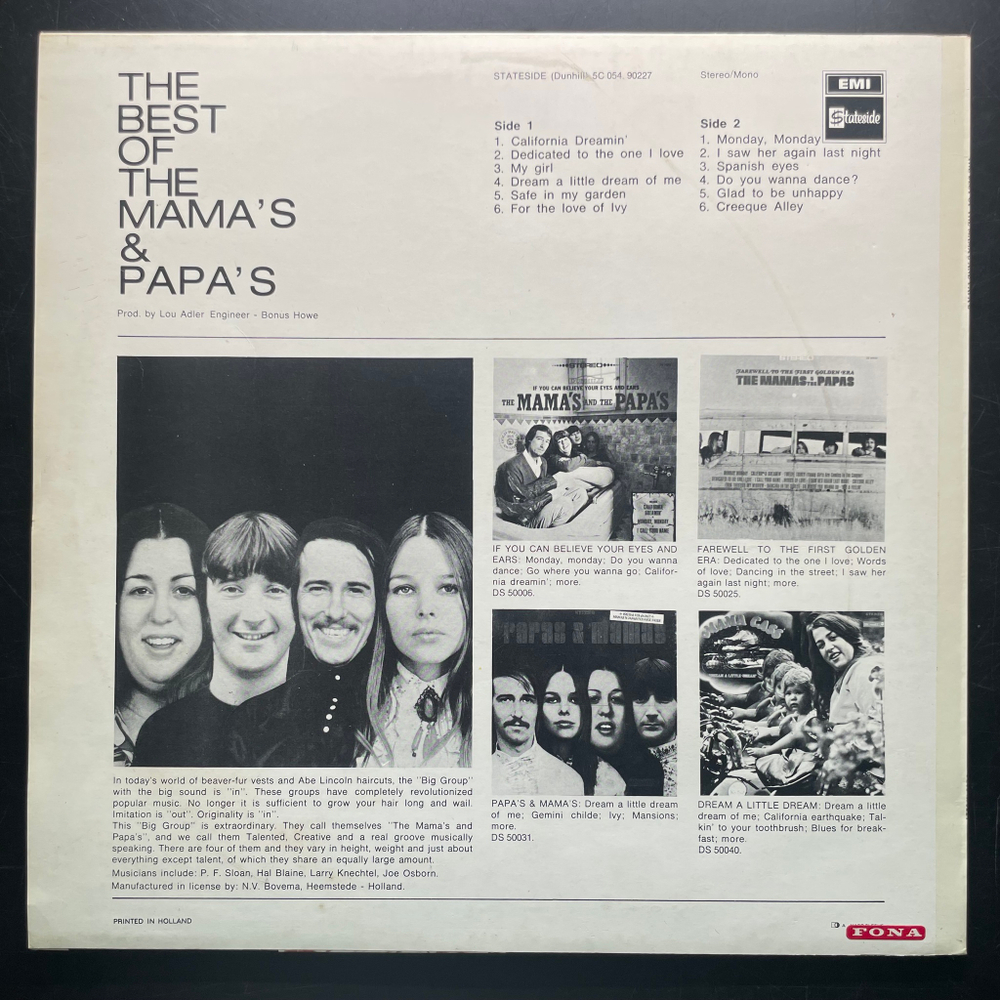 THE
BEST
OF
THE
MAMA'S
&
PAPA'S
Prod. by Lou Adler Engineer - Bonus Howe
STATESIDE (Dunhill) 5C 054. 90227
Stereo/Mono
EMI
Stateside
Side 1
1. California Dreamin'
2. Dedicated to the one I love
3. My girl
4. Dream a little dream of me
5. Safe in my garden
6. For the love of Ivy
Side 2
1. Monday, Monday
2. I saw her again last night
3. Spanish eyes
4. Do you wanna dance?
5. Glad to be unhappy
6. Creeque Alley
STEREO
IF YOU CAN BELIEVE YOUR EYES AND EARS
THE MAMA'S AND THE PAPA'S
CALIFORNIA
DREAMIN'
MONDAY, MONDAY
I CALL YOUR NAME
IF YOU CAN BELIEVE YOUR EYES AND
EARS: Monday, monday; Do you wanna
dance; Go where you wanna go; Califor-
nia dreamin'; more.
DS 50006.
FAREWELL TO THE FIRST GOLDEN ERA
THE MAMAS & THE PAPAS
FAREWELL TO THE FIRST GOLDEN
ERA: Dedicated to the one I love; Words
of love; Dancing in the street; I saw her
again last night; more.
DS 50025.
PAPAS & MAMAS
PAPA'S & MAMA'S: Dream a little dream
of me; Gemini childe; Ivy; Mansions;
more.
DS 50031.
MAMA CASS
DREAM A LITTLE DREAM: Dream a little
dream of me; California earthquake; Tal-
kin' to your toothbrush; Blues for break-
fast; more.
DS 50040.
In today's world of beaver-fur vests and Abe Lincoln haircuts, the "Big Group"
with the big sound is "in". These groups have completely revolutionized
popular music. No longer it is sufficient to grow your hair long and wail.
Imitation is "out". Originality is "in".
This "Big Group" is extraordinary. They call themselves "The Mama's and
Papa's", and we call them Talented, Creative and a real groove musically
speaking. There are four of them and they vary in height, weight and just about
everything except talent, of which they share an equally large amount.
Musicians include: P. F. Sloan, Hal Blaine, Larry Knechtel, Joe Osborn.
Manufactured in license by: N.V. Bovema, Heemstede - Holland.
PRINTED IN HOLLAND
FONA